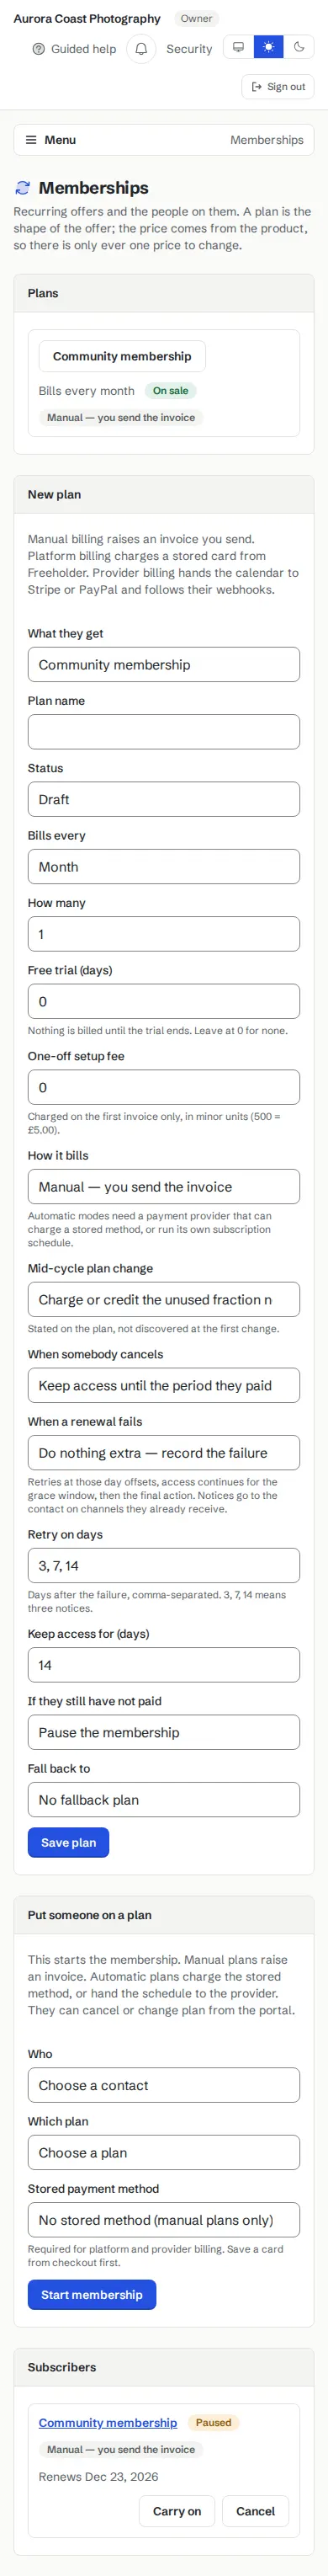 Aurora Coast Photography Owner
Guided help Security
Sign out
Menu Memberships
Memberships
Recurring offers and the people on them. A plan is the
shape of the offer; the price comes from the product,
so there is only ever one price to change.
Plans
Community membership
Bills every month On sale
Manual — you send the invoice
New plan
Manual billing raises an invoice you send.
Platform billing charges a stored card from
Freeholder. Provider billing hands the calendar to
Stripe or PayPal and follows their webhooks.
What they get
Community membership
Plan name
Status
Draft
Bills every
Month
How many
1
Free trial (days)
0
Nothing is billed until the trial ends. Leave at 0 for none.
One-off setup fee
0
Charged on the first invoice only, in minor units (500 =
£5.00).
How it bills
Manual — you send the invoice
Automatic modes need a payment provider that can
charge a stored method, or run its own subscription
schedule.
Mid-cycle plan change
Charge or credit the unused fraction n
Stated on the plan, not discovered at the first change.
When somebody cancels
Keep access until the period they paid
When a renewal fails
Do nothing extra — record the failure
Retries at those day offsets, access continues for the
grace window, then the final action. Notices go to the
contact on channels they already receive.
Retry on days
3, 7, 14
Days after the failure, comma-separated. 3, 7, 14 means
three notices.
Keep access for (days)
14
If they still have not paid
Pause the membership
Fall back to
No fallback plan
Save plan
Put someone on a plan
This starts the membership. Manual plans raise
an invoice. Automatic plans charge the stored
method, or hand the schedule to the provider.
They can cancel or change plan from the portal.
Who
Choose a contact
Which plan
Choose a plan
Stored payment method
No stored method (manual plans only)
Required for platform and provider billing. Save a card
from checkout first.
Start membership
Subscribers
Community membership Paused
Manual — you send the invoice
Renews Dec 23, 2026
Carry on Cancel